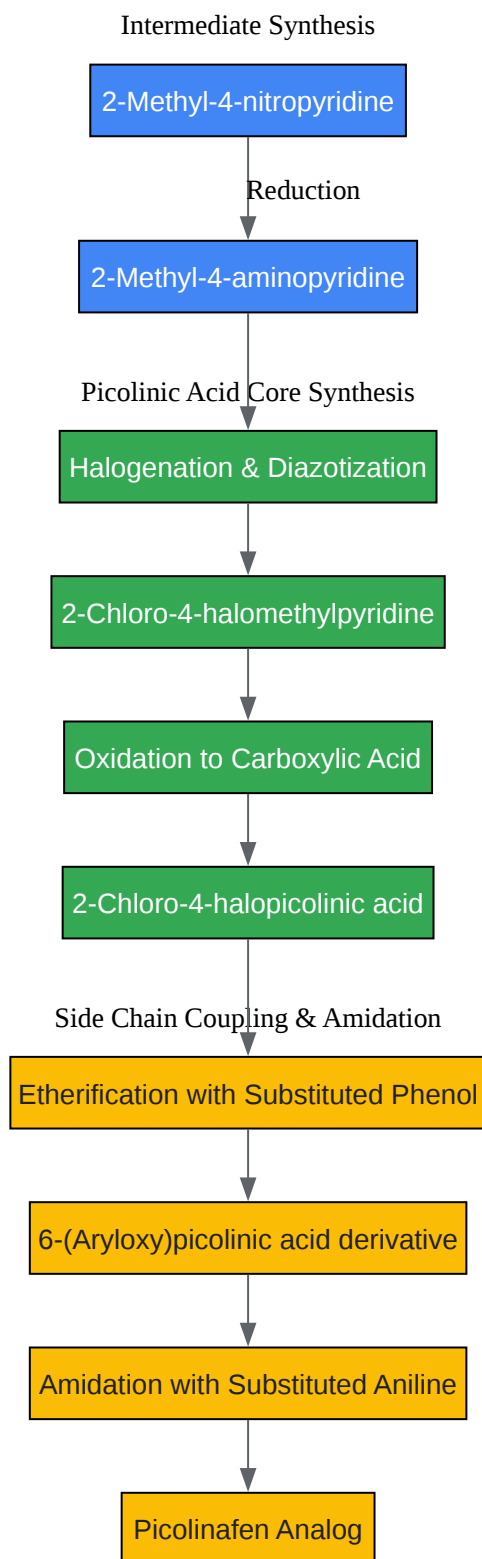 Intermediate Synthesis
2-Methyl-4-nitropyridine
Reduction
2-Methyl-4-aminopyridine
Picolinic Acid Core Synthesis
Halogenation & Diazotization
2-Chloro-4-halomethylpyridine
Oxidation to Carboxylic Acid
2-Chloro-4-halopicolinic acid
Side Chain Coupling & Amidation
Etherification with Substituted Phenol
6-(Aryloxy)picolinic acid derivative
Amidation with Substituted Aniline
Picolinafen Analog